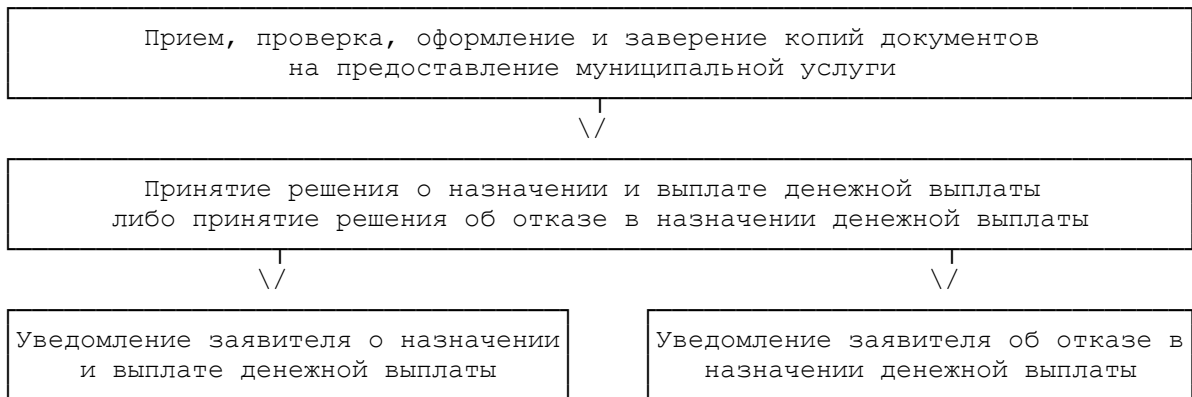 Прием, проверка, оформление и заверение копий документов
на предоставление муниципальной услуги
Принятие решения о назначении и выплате денежной выплаты
либо принятие решения об отказе в назначении денежной выплаты
Уведомление заявителя о назначении
и выплате денежной выплаты
Уведомление заявителя об отказе в
назначении денежной выплаты